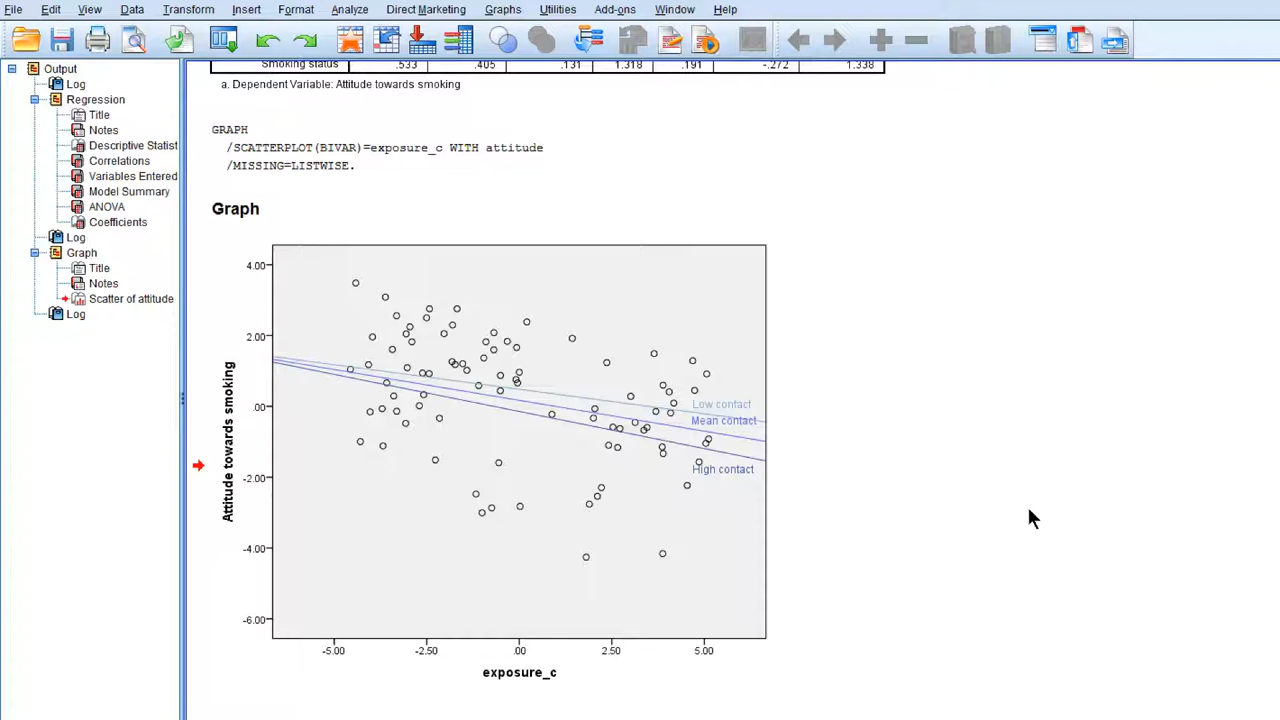 File Edit View Data Transform Insert Format Analyze Direct Marketing Graphs Utilities Add-ons Window Help
Output
Log
Regression
Title
Notes
Descriptive Statist
Correlations
Variables Entered
Model Summary
ANOVA
Coefficients
Log
Graph
Title
Notes
Scatter of attitude
Log
Smoking status .533 .405 .131 1.318 .191 -.272 1.338
a. Dependent Variable: Attitude towards smoking
GRAPH
/SCATTERPLOT(BIVAR)=exposure_c WITH attitude
/MISSING=LISTWISE.
Graph
Attitude towards smoking
4.00
2.00
.00
-2.00
-4.00
-6.00
Low contact
Mean contact
High contact
-5.00 -2.50 .00 2.50 5.00
exposure_c